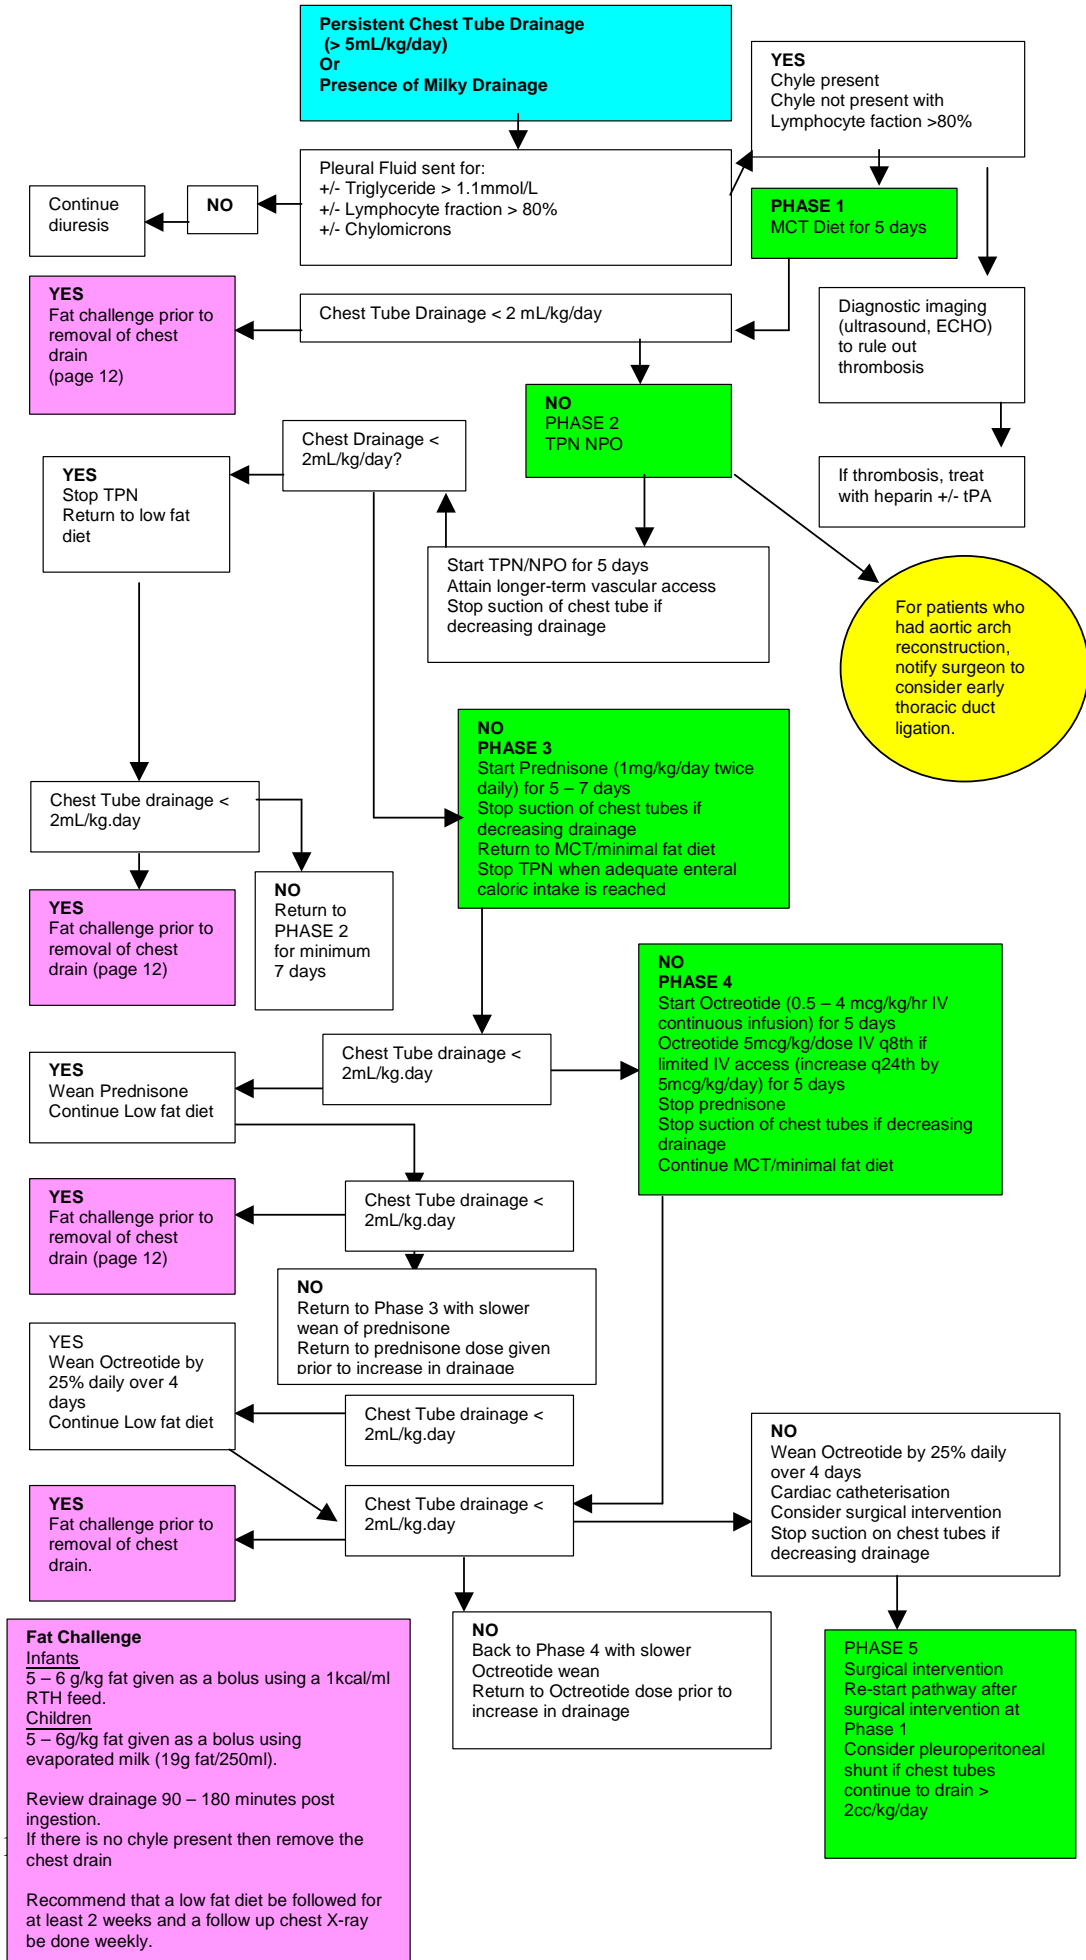 Persistent Chest Tube Drainage
(> 5mL/kg/day)
Or
Presence of Milky Drainage
YES
Chyle present
Chyle not present with
Lymphocyte faction >80%
Pleural Fluid sent for:
+/- Triglyceride > 1.1mmol/L
+/- Lymphocyte fraction > 80%
+/- Chylomicrons
NO
Continue
diuresis
PHASE 1
MCT Diet for 5 days
YES
Fat challenge prior to
removal of chest
drain
(page 12)
Chest Tube Drainage < 2 mL/kg/day
Diagnostic imaging
(ultrasound, ECHO)
to rule out
thrombosis
NO
PHASE 2
TPN NPO
Chest Drainage <
2mL/kg/day?
YES
Stop TPN
Return to low fat
diet
If thrombosis, treat
with heparin +/- tPA
Start TPN/NPO for 5 days
Attain longer-term vascular access
Stop suction of chest tube if
decreasing drainage
For patients who
had aortic arch
reconstruction,
notify surgeon to
consider early
thoracic duct
ligation.
NO
PHASE 3
Start Prednisone (1mg/kg/day twice
daily) for 5 – 7 days
Stop suction of chest tubes if
decreasing drainage
Return to MCT/minimal fat diet
Stop TPN when adequate enteral
caloric intake is reached
Chest Tube drainage <
2mL/kg.day
YES
Fat challenge prior to
removal of chest
drain (page 12)
NO
Return to
PHASE 2
for minimum
7 days
NO
PHASE 4
Start Octreotide (0.5 – 4 mcg/kg/hr IV
continuous infusion) for 5 days
Octreotide 5mcg/kg/dose IV q8th if
limited IV access (increase q24th by
5mcg/kg/day) for 5 days
Stop prednisone
Stop suction of chest tubes if decreasing
drainage
Continue MCT/minimal fat diet
Chest Tube drainage <
2mL/kg.day
YES
Wean Prednisone
Continue Low fat diet
YES
Fat challenge prior to
removal of chest
drain (page 12)
Chest Tube drainage <
2mL/kg.day
NO
Return to Phase 3 with slower
wean of prednisone
Return to prednisone dose given
prior to increase in drainage
YES
Wean Octreotide by
25% daily over 4
days
Continue Low fat diet
Chest Tube drainage <
2mL/kg.day
NO
Wean Octreotide by 25% daily
over 4 days
Cardiac catheterisation
Consider surgical intervention
Stop suction on chest tubes if
decreasing drainage
YES
Fat challenge prior to
removal of chest
drain.
Chest Tube drainage <
2mL/kg.day
NO
Back to Phase 4 with slower
Octreotide wean
Return to Octreotide dose prior to
increase in drainage
PHASE 5
Surgical intervention
Re-start pathway after
surgical intervention at
Phase 1
Consider pleuroperitoneal
shunt if chest tubes
continue to drain >
2cc/kg/day
Fat Challenge
Infants
5 – 6 g/kg fat given as a bolus using a 1kcal/ml
RTH feed.
Children
5 – 6g/kg fat given as a bolus using
evaporated milk (19g fat/250ml).
Review drainage 90 – 180 minutes post
ingestion.
If there is no chyle present then remove the
chest drain
Recommend that a low fat diet be followed for
at least 2 weeks and a follow up chest X-ray
be done weekly.